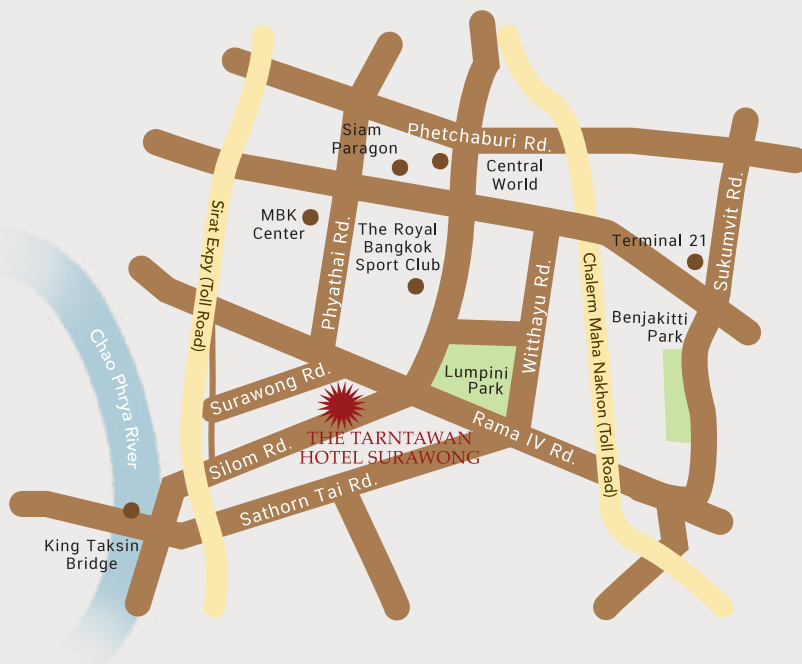 Siam
Paragon
Phetchaburi Rd.
Central
World
MBK
Center
Sirat Expy (Toll Road)
Phyathai Rd.
The Royal
Bangkok
Sport Club
Terminal 21
Sukumvit Rd.
Witthayu Rd.
Chalerm Maha Nakhon (Toll Road)
Benjakitti
Park
Chao Phrya River
Lumpini
Park
Surawong Rd.
THE TARNTAWAN
HOTEL SURAWONG
Rama IV Rd.
Silom Rd.
Sathorn Tai Rd.
King Taksin
Bridge